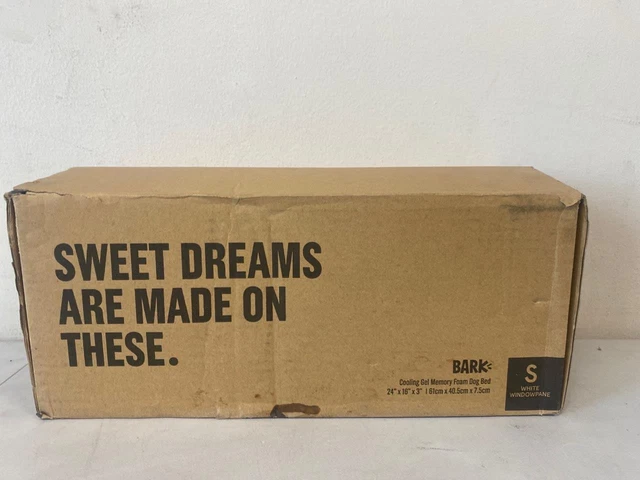 SWEET DREAMS
ARE MADE ON
THESE.
BARK
Cooling Gel Memory Foam Dog Bed
24" x 16" x 3" | 61cm x 40.5cm x 7.5cm
S
WHITE
WINDOWPANE